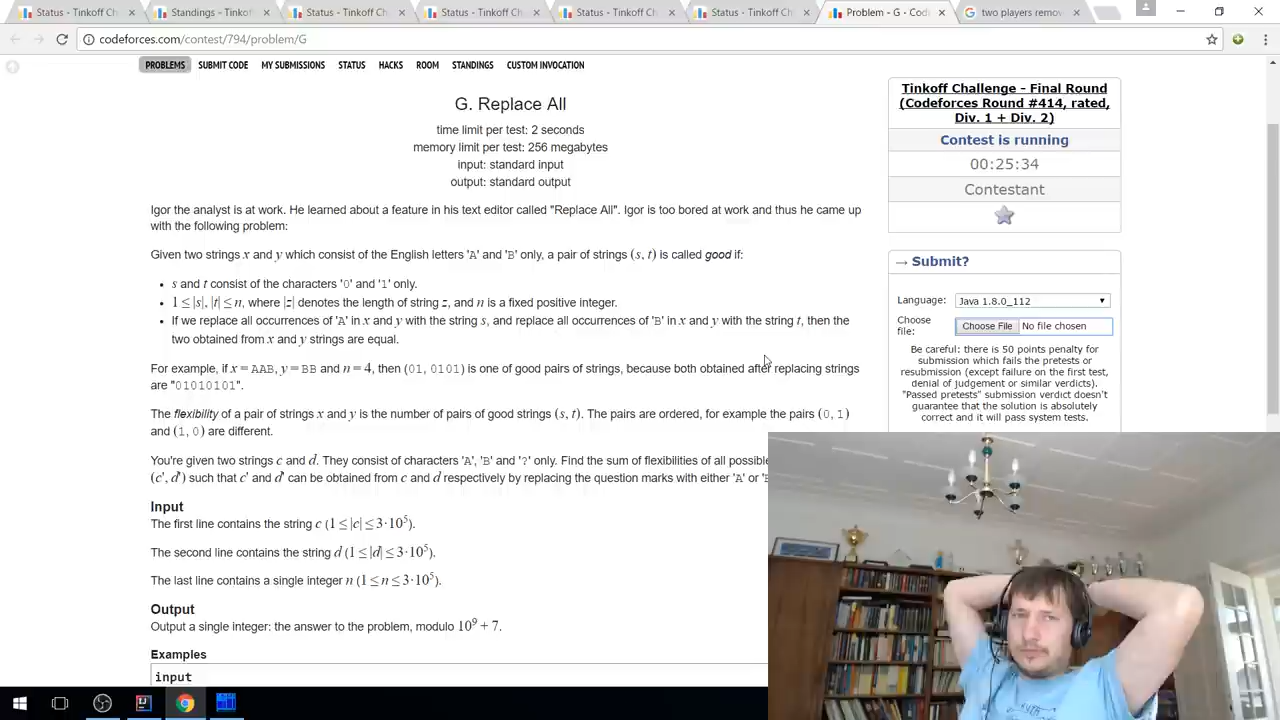 Status - Tinkoff Ch
Standings - Tinkof
Status - Tinkoff Ch
Status - Tinkoff Ch
Status - Tinkoff Ch
Status - Tinkoff Ch
Problem - G - Code
two players remov
codeforces.com/contest/794/problem/G
PROBLEMS SUBMIT CODE MY SUBMISSIONS STATUS HACKS ROOM STANDINGS CUSTOM INVOCATION
G. Replace All
time limit per test: 2 seconds
memory limit per test: 256 megabytes
input: standard input
output: standard output
Igor the analyst is at work. He learned about a feature in his text editor called "Replace All". Igor is too bored at work and thus he came up
with the following problem:
Given two strings x and y which consist of the English letters 'A' and 'B' only, a pair of strings (s, t) is called good if:
• s and t consist of the characters '0' and '1' only.
• 1 ≤ |s|, |t| ≤ n, where |z| denotes the length of string z, and n is a fixed positive integer.
• If we replace all occurrences of 'A' in x and y with the string s, and replace all occurrences of 'B' in x and y with the string t, then the
two obtained from x and y strings are equal.
For example, if x = AAB, y = BB and n = 4, then (01, 0101) is one of good pairs of strings, because both obtained after replacing strings
are "01010101".
The flexibility of a pair of strings x and y is the number of pairs of good strings (s, t). The pairs are ordered, for example the pairs (0, 1)
and (1, 0) are different.
You're given two strings c and d. They consist of characters 'A', 'B' and '?' only. Find the sum of flexibilities of all possible
(c', d') such that c' and d' can be obtained from c and d respectively by replacing the question marks with either 'A' or
Input
The first line contains the string c (1 ≤ |c| ≤ 3·10⁵).
The second line contains the string d (1 ≤ |d| ≤ 3·10⁵).
The last line contains a single integer n (1 ≤ n ≤ 3·10⁵).
Output
Output a single integer: the answer to the problem, modulo 10⁹ + 7.
Examples
input
Tinkoff Challenge - Final Round
(Codeforces Round #414, rated,
Div. 1 + Div. 2)
Contest is running
00:25:34
Contestant
→ Submit?
Language: Java 1.8.0_112
Choose
file: Choose File No file chosen
Be careful: there is 50 points penalty for
submission which fails the pretests or
resubmission (except failure on the first test,
denial of judgement or similar verdicts).
"Passed pretests" submission verdict doesn't
guarantee that the solution is absolutely
correct and it will pass system tests.